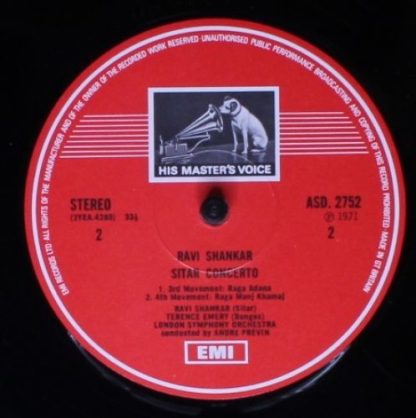 EMI RECORDS LTD ALL RIGHTS OF THE MANUFACTURER AND OF THE OWNER OF THE RECORDED WORK RESERVED·UNAUTHORISED PUBLIC PERFORMANCE BROADCASTING AND COPYING OF THIS RECORD PROHIBITED MADE IN GT BRITAIN
HIS MASTER'S VOICE
STEREO ASD. 2752
(2YEA.4280) 33⅓ ℗ 1971
2 2
RAVI SHANKAR
SITAR CONCERTO
1. 3rd Movement: Raga Adana
2. 4th Movement: Raga Manj Khamaj
RAVI SHANKAR (Sitar)
TERENCE EMERY (Bongos)
LONDON SYMPHONY ORCHESTRA
conducted by ANDRE PREVIN
EMI